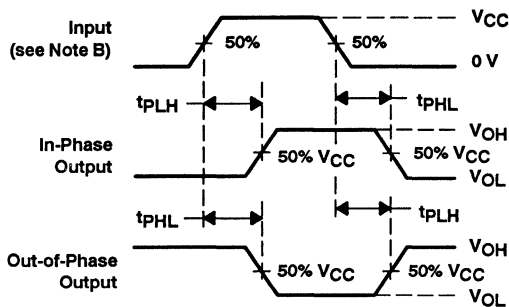 Input
(see Note B)
50%
50%
VCC
0 V
tPLH
tPHL
In-Phase
Output
50% VCC
50% VCC
VOH
VOL
tPHL
tPLH
Out-of-Phase
Output
50% VCC
50% VCC
VOH
VOL